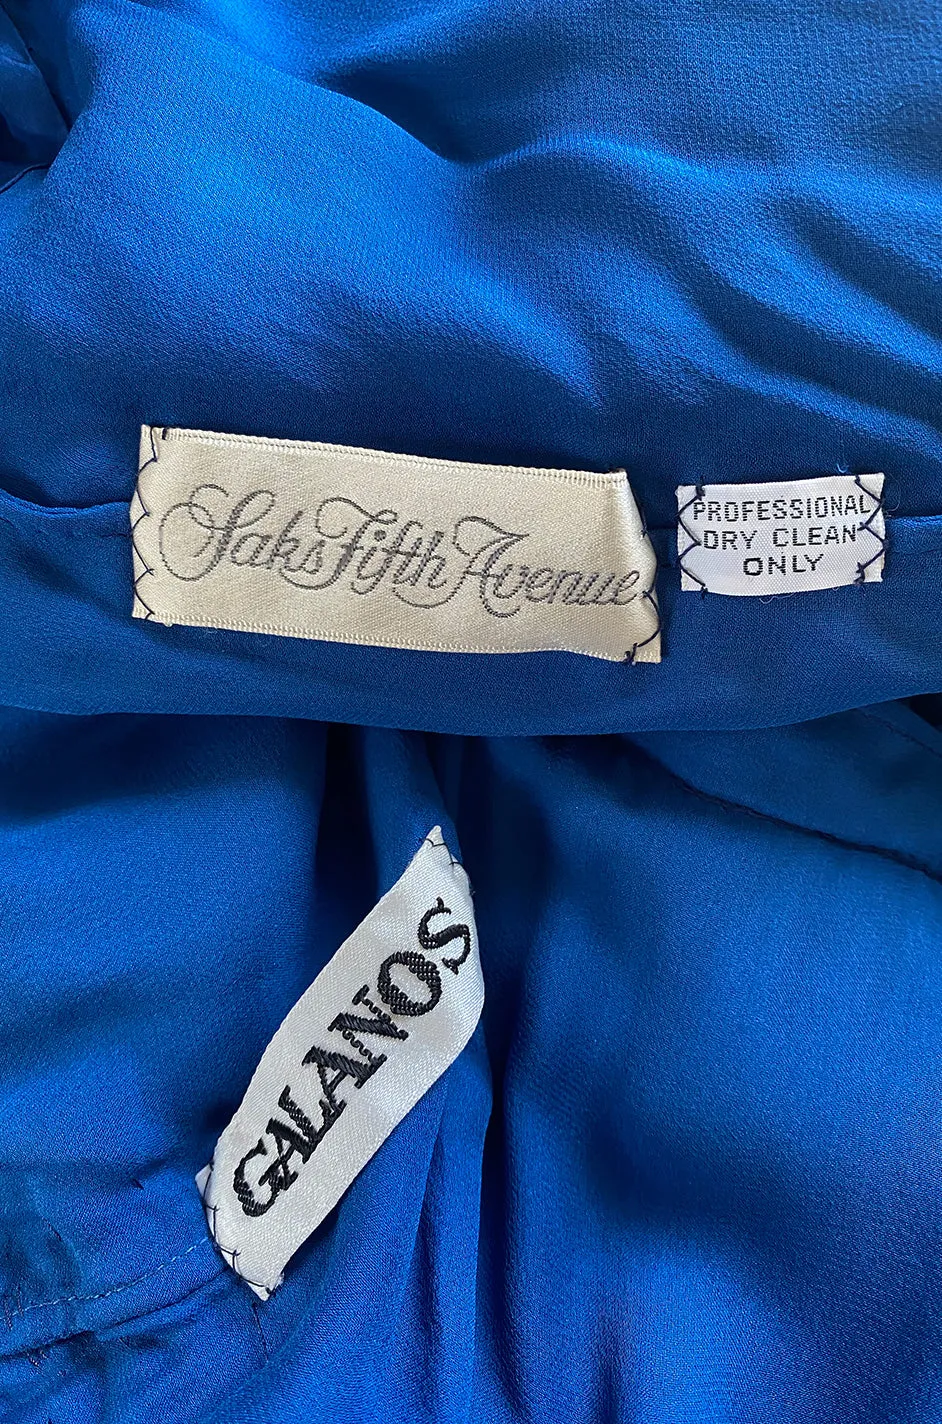 Saks Fifth Avenue
PROFESSIONAL
DRY CLEAN
ONLY
GALANOS